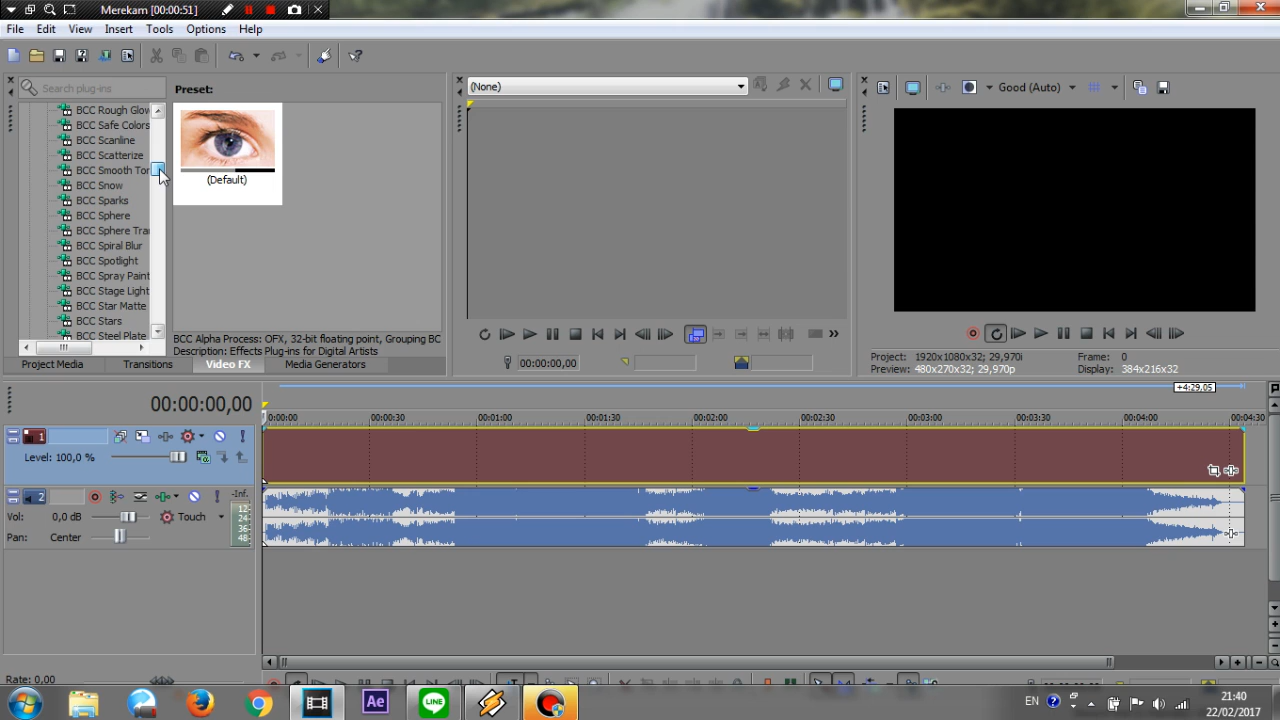 Merekam [00:00:51]
File Edit View Insert Tools Options Help
Search plug-ins
Preset:
(None)
Good (Auto)
BCC Rough Glow
BCC Safe Colors
BCC Scanline
BCC Scatterize
BCC Smooth Ton
BCC Snow
BCC Sparks
BCC Sphere
BCC Sphere Tra
BCC Spiral Blur
BCC Spotlight
BCC Spray Paint
BCC Stage Light
BCC Star Matte
BCC Stars
BCC Steel Plate
(Default)
BCC Alpha Process: OFX, 32-bit floating point, Grouping BC
Description: Effects Plug-ins for Digital Artists
Project Media Transitions Video FX Media Generators
00:00:00,00
Project: 1920x1080x32; 29,970i
Preview: 480x270x32; 29,970p
Frame: 0
Display: 384x216x32
+4:29,05
00:00:00,00
0:00:00 00:00:30 00:01:00 00:01:30 00:02:00 00:02:30 00:03:00 00:03:30 00:04:00 00:04:30
1
Level: 100,0 %
2
-Inf.
Vol: 0,0 dB Touch
Pan: Center
12
24
36
48
Rate: 0,00
Ae
LINE
EN
21:40
22/02/2017